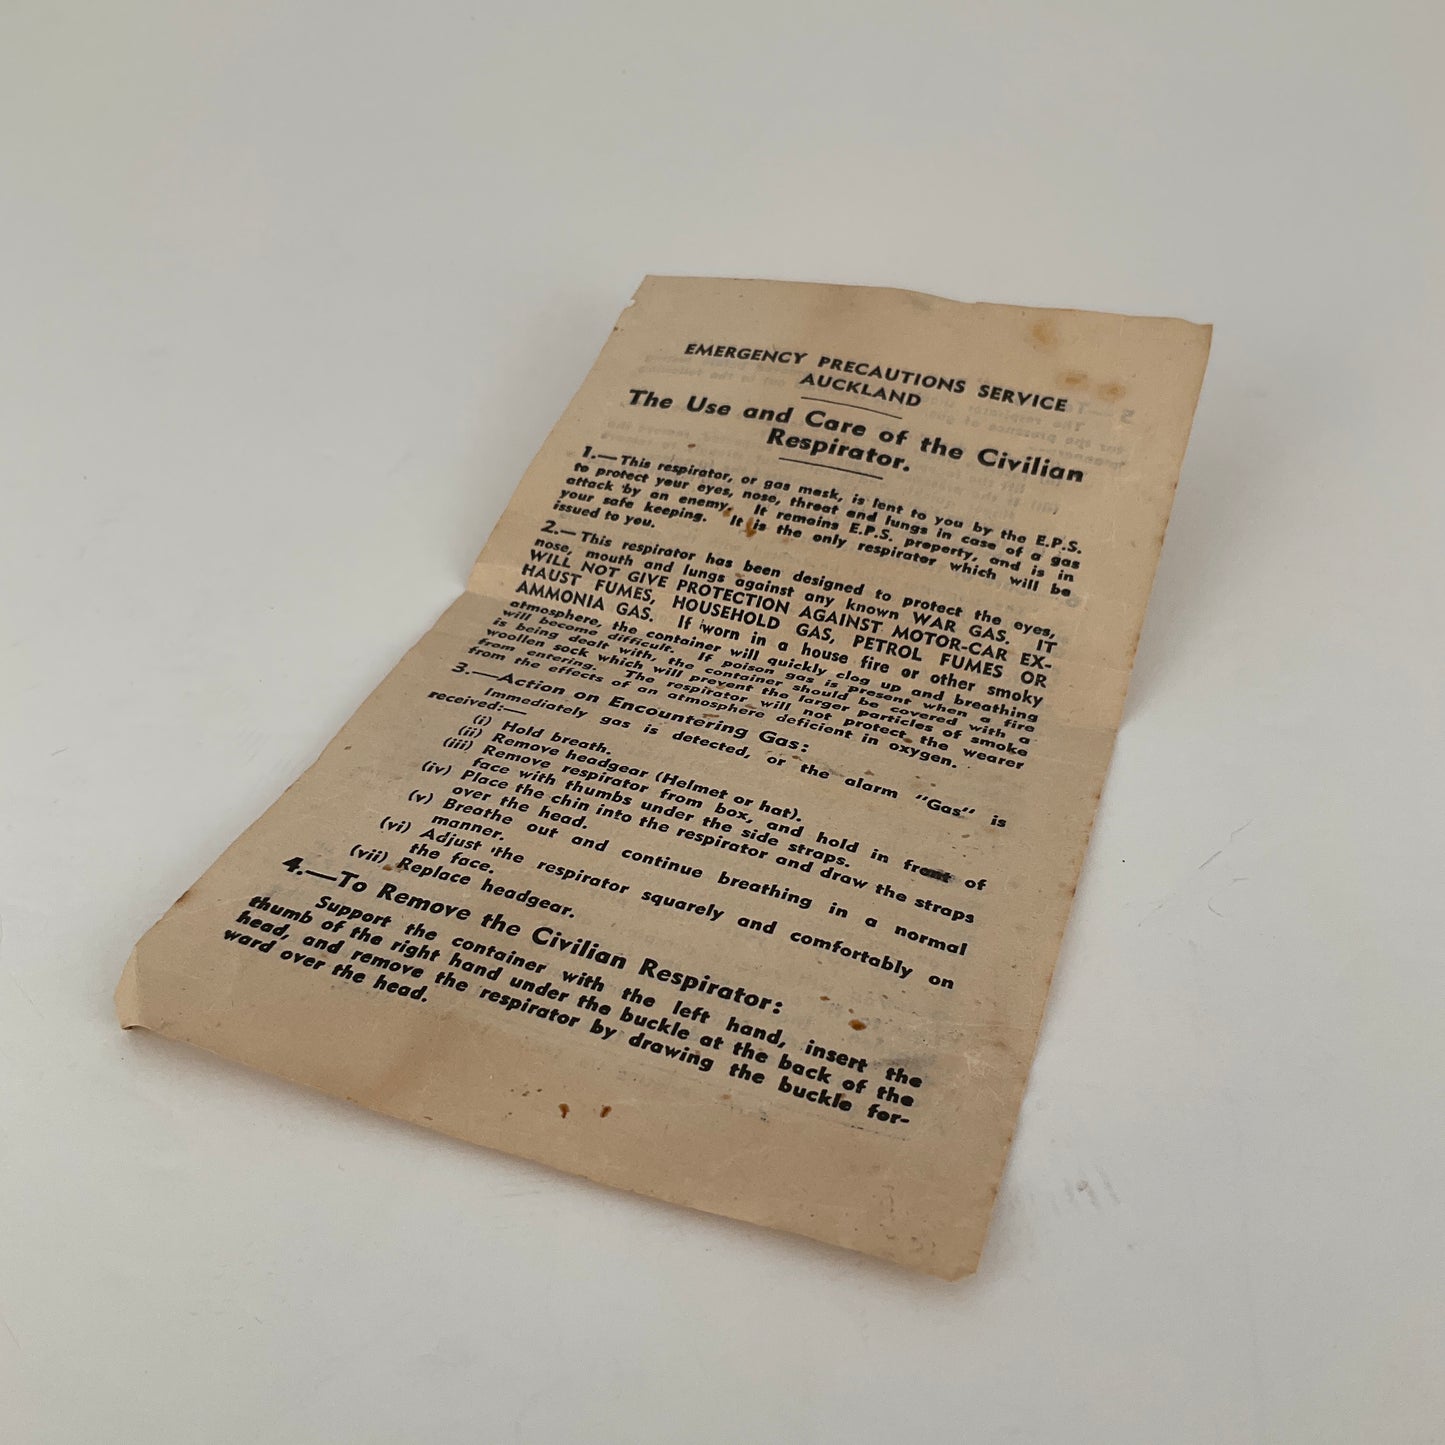 EMERGENCY PRECAUTIONS SERVICE
AUCKLAND
The Use and Care of the Civilian
Respirator.
1.—This respirator, or gas mask, is lent to you by the E.P.S.
to protect your eyes, nose, throat and lungs in case of a gas
attack by an enemy. It remains E.P.S. property, and is in
your safe keeping. It is the only respirator which will be
issued to you.
2.—This respirator has been designed to protect the eyes,
nose, mouth and lungs against any known WAR GAS. IT
WILL NOT GIVE PROTECTION AGAINST MOTOR-CAR EX-
HAUST FUMES, HOUSEHOLD GAS, PETROL FUMES OR
AMMONIA GAS. If worn in a house fire or other smoky
atmosphere, the container will quickly clog up and breathing
will become difficult. If poison gas is present when a fire
is being dealt with, the container should be covered with a
woollen sock which will prevent the larger particles of smoke
from entering. The respirator will not protect the wearer
from the effects of an atmosphere deficient in oxygen.
3.—Action on Encountering Gas:
Immediately gas is detected, or the alarm "Gas" is
received:—
(i) Hold breath.
(ii) Remove headgear (Helmet or hat).
(iii) Remove respirator from box, and hold in front of
face with thumbs under the side straps.
(iv) Place the chin into the respirator and draw the straps
over the head.
(v) Breathe out and continue breathing in a normal
manner.
(vi) Adjust the respirator squarely and comfortably on
the face.
(vii) Replace headgear.
4.—To Remove the Civilian Respirator:
Support the container with the left hand, insert the
thumb of the right hand under the buckle at the back of the
head, and remove the respirator by drawing the buckle for-
ward over the head.